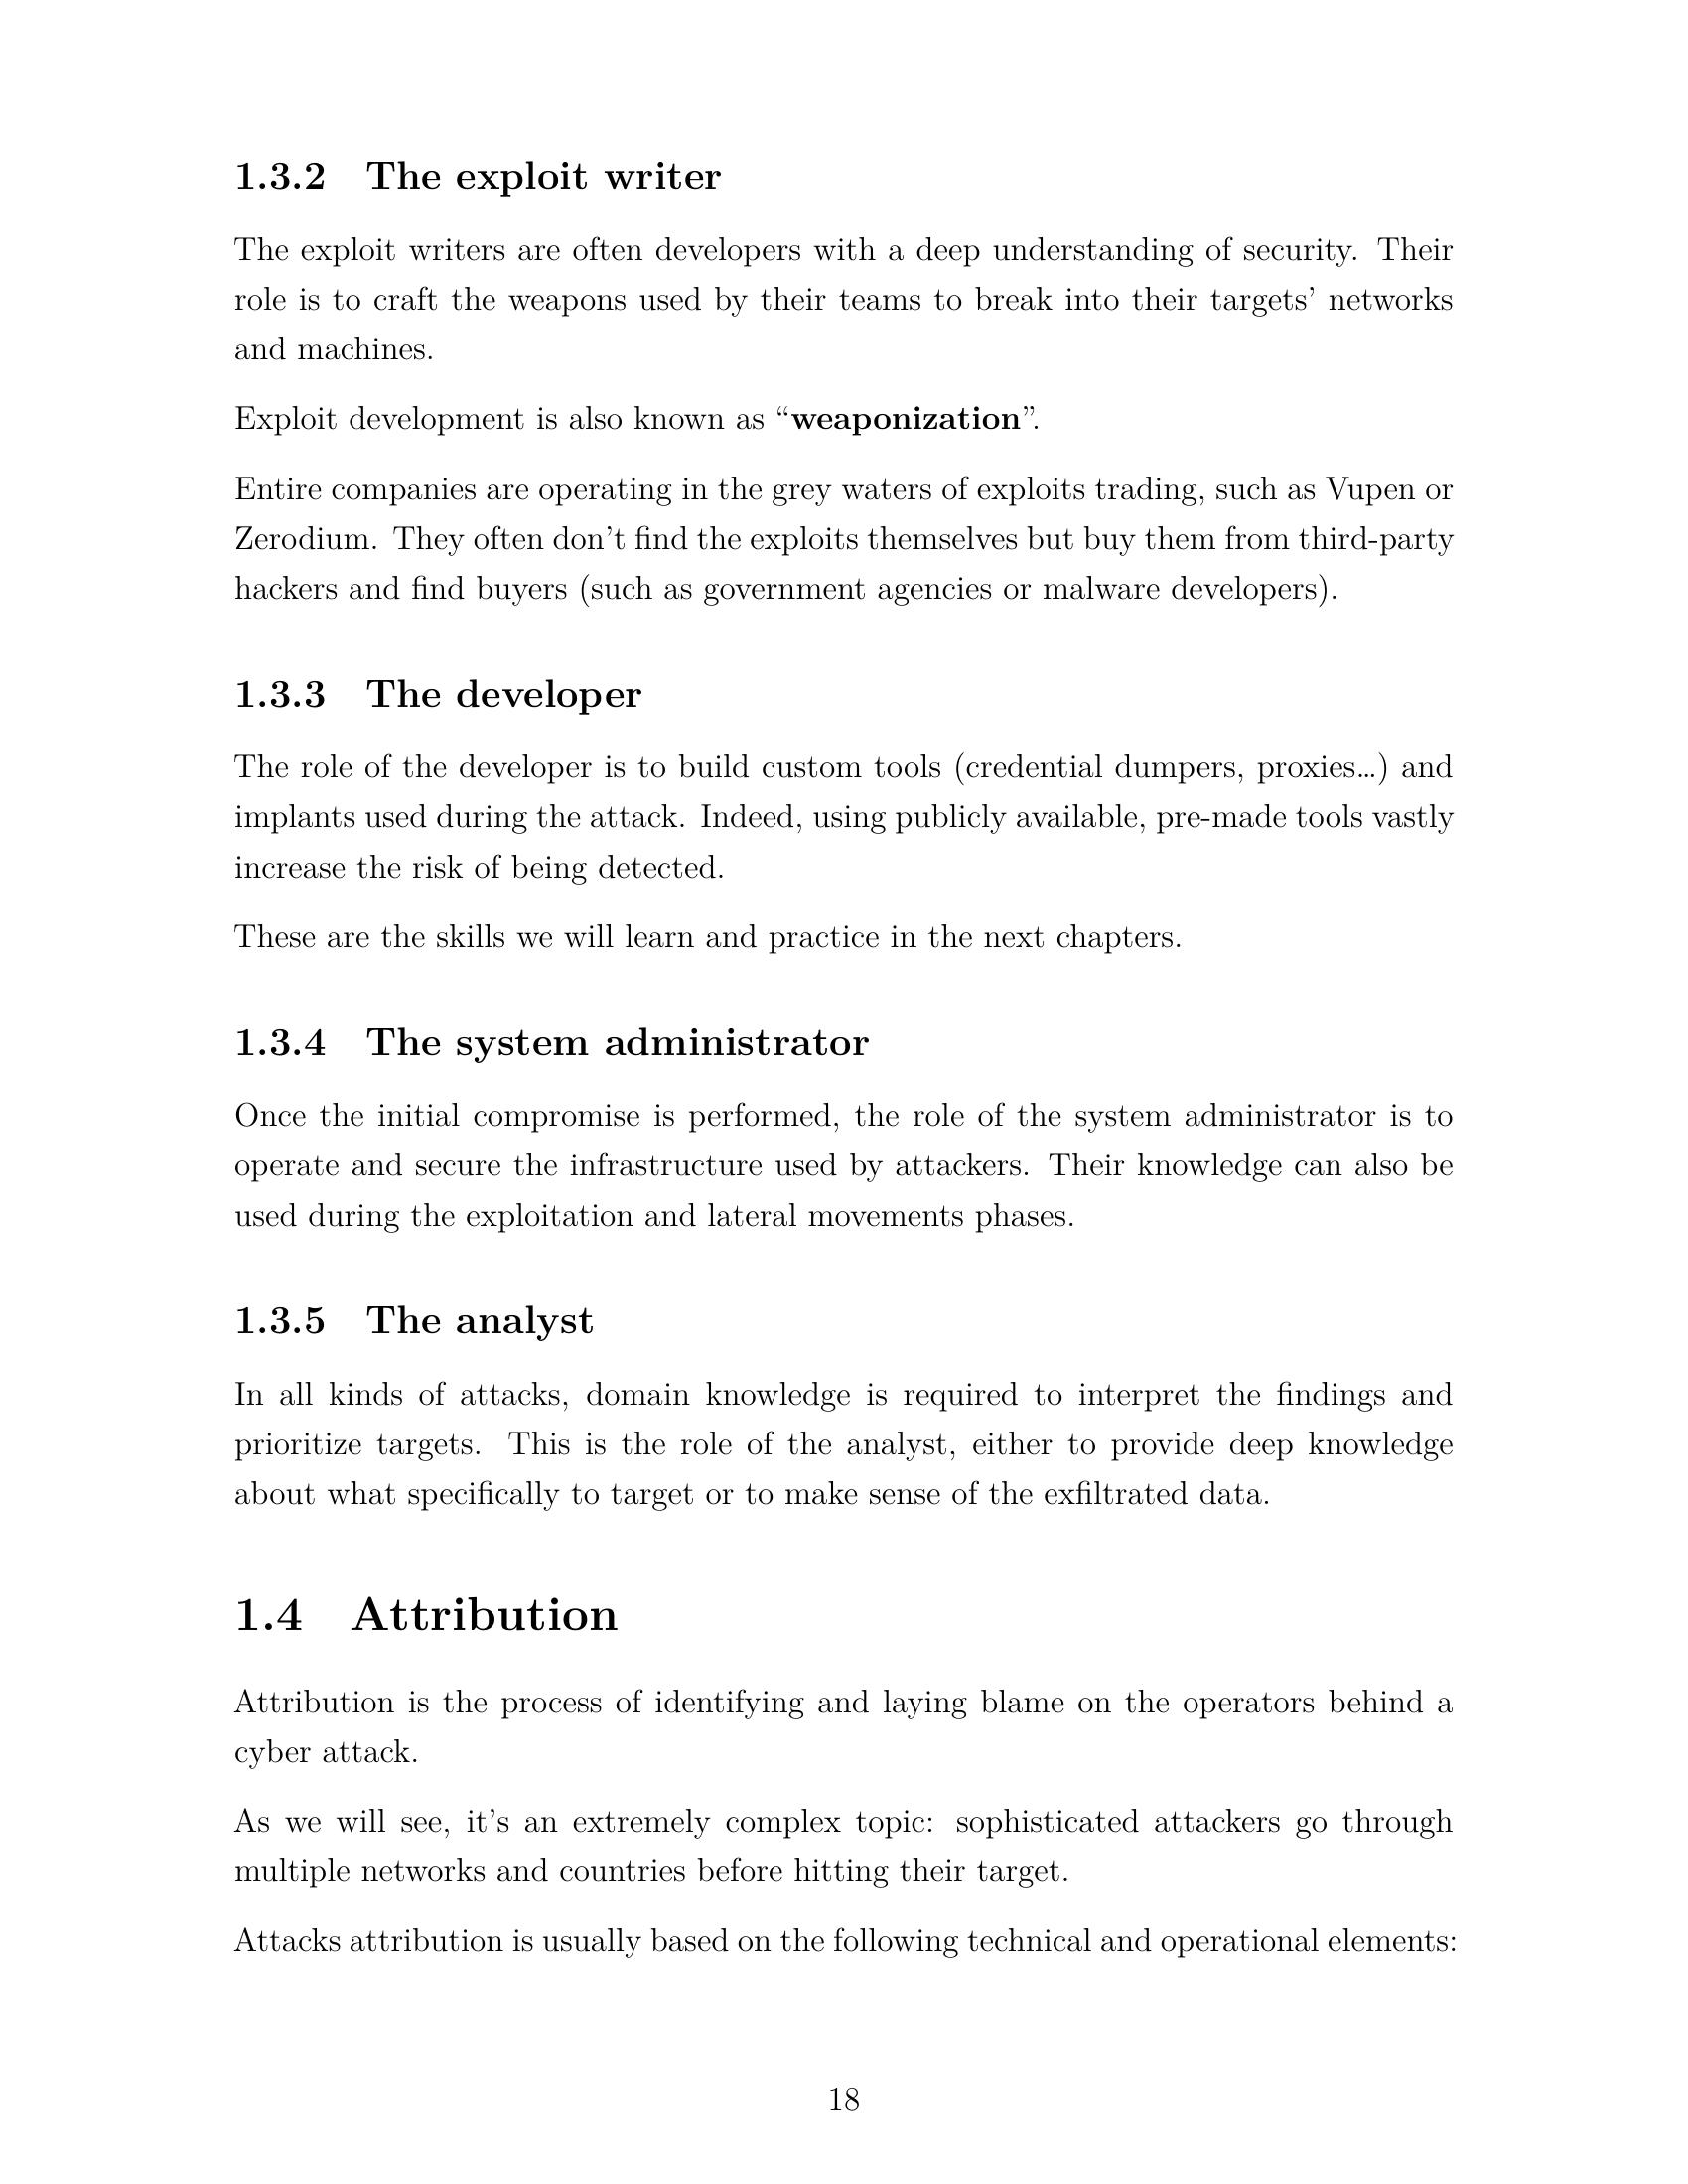 1.3.2 The exploit writer
The exploit writers are often developers with a deep understanding of security. Their
role is to craft the weapons used by their teams to break into their targets’ networks
and machines.
Exploit development is also known as “weaponization”.
Entire companies are operating in the grey waters of exploits trading, such as Vupen or
Zerodium. They often don’t find the exploits themselves but buy them from third-party
hackers and find buyers (such as government agencies or malware developers).
1.3.3 The developer
The role of the developer is to build custom tools (credential dumpers, proxies…) and
implants used during the attack. Indeed, using publicly available, pre-made tools vastly
increase the risk of being detected.
These are the skills we will learn and practice in the next chapters.
1.3.4 The system administrator
Once the initial compromise is performed, the role of the system administrator is to
operate and secure the infrastructure used by attackers. Their knowledge can also be
used during the exploitation and lateral movements phases.
1.3.5 The analyst
In all kinds of attacks, domain knowledge is required to interpret the findings and
prioritize targets. This is the role of the analyst, either to provide deep knowledge
about what specifically to target or to make sense of the exfiltrated data.
1.4 Attribution
Attribution is the process of identifying and laying blame on the operators behind a
cyber attack.
As we will see, it’s an extremely complex topic: sophisticated attackers go through
multiple networks and countries before hitting their target.
Attacks attribution is usually based on the following technical and operational elements:
18